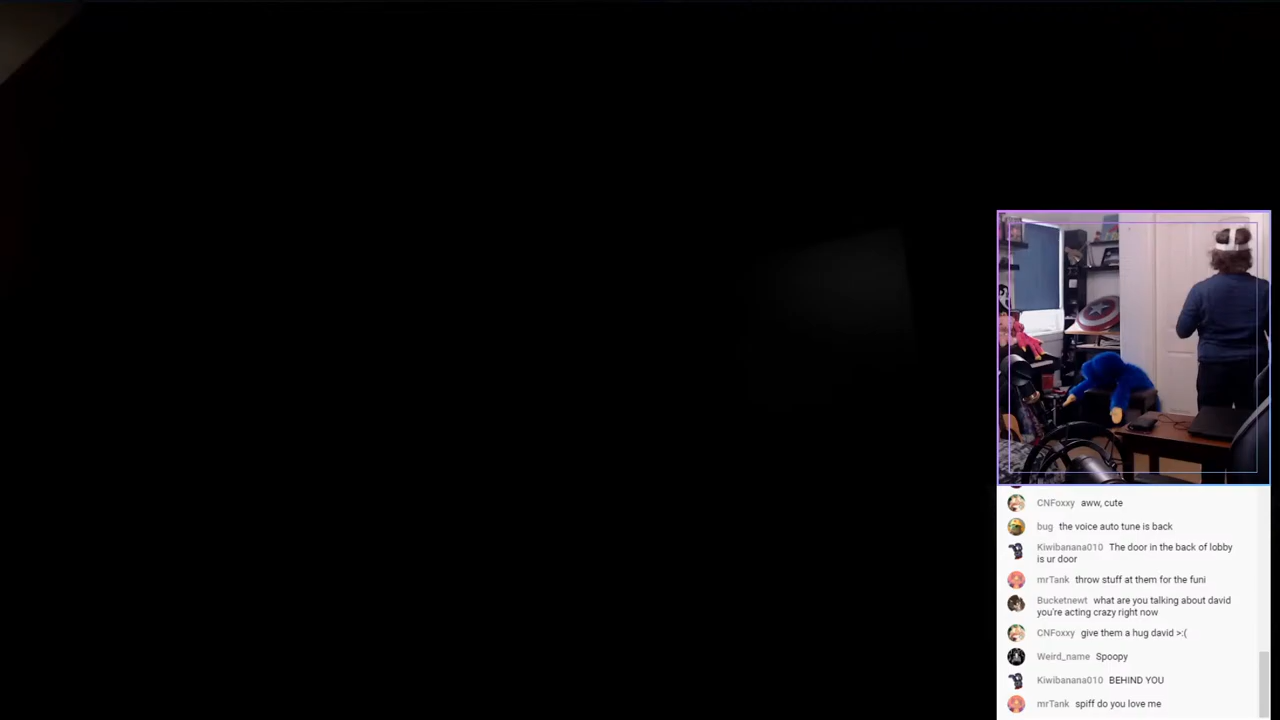 CNFoxxy aww, cute
bug the voice auto tune is back
Kiwibanana010 The door in the back of lobby
is ur door
mrTank throw stuff at them for the funi
Bucketnewt what are you talking about david
you're acting crazy right now
CNFoxxy give them a hug david >:(
Weird_name Spoopy
Kiwibanana010 BEHIND YOU
mrTank spiff do you love me